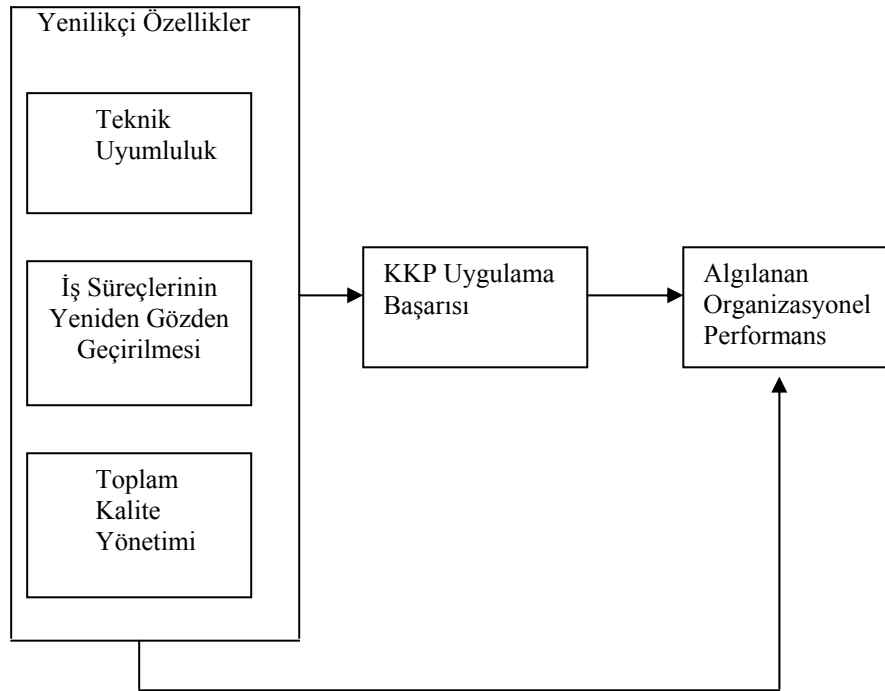 Yenilikçi Özellikler
Teknik
Uyumluluk
İş Süreçlerinin
Yeniden Gözden
Geçirilmesi
Toplam
Kalite
Yönetimi
KKP Uygulama
Başarısı
Algılanan
Organizasyonel
Performans